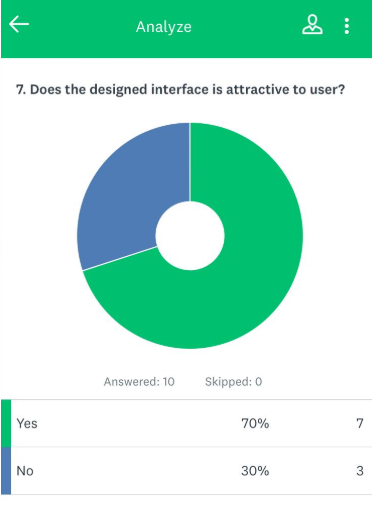 Analyze
7. Does the designed interface is attractive to user?
Answered: 10 Skipped: 0
Yes 70% 7
No 30% 3